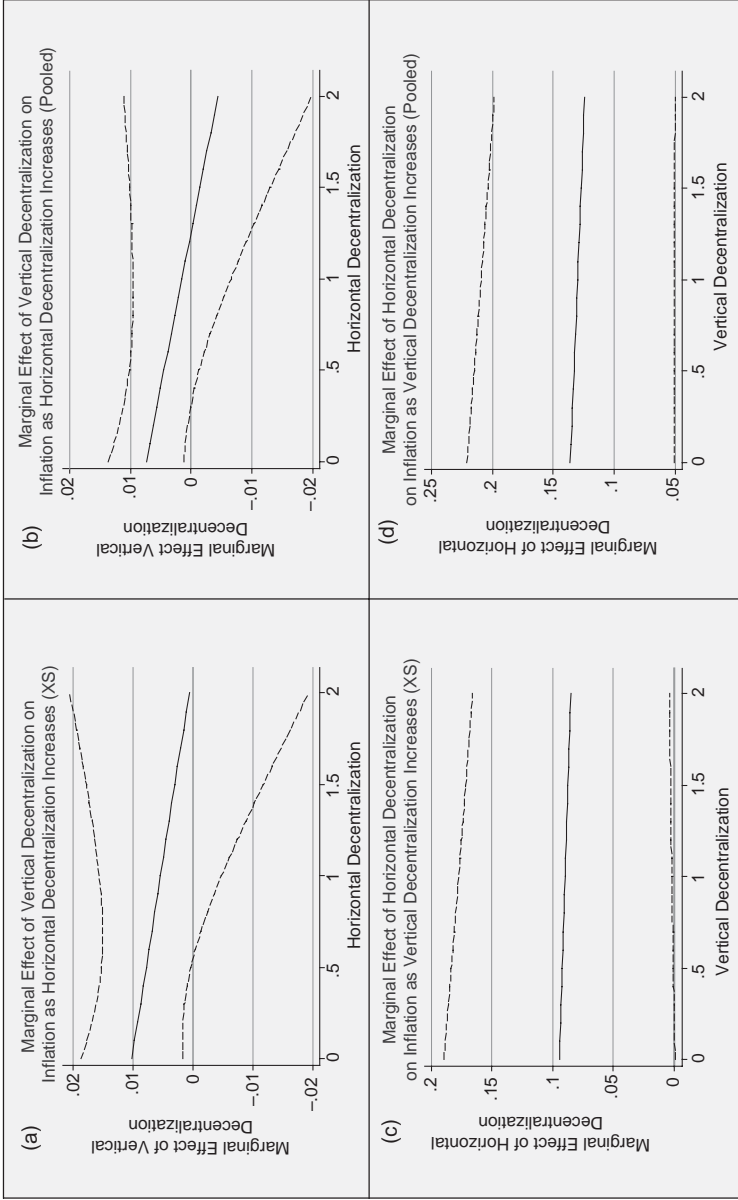 (a)
Marginal Effect of Vertical Decentralization on
Inflation as Horizontal Decentralization Increases (XS)
Marginal Effect of Vertical
Decentralization
.02
.01
0
–.01
–.02
0 .5 1 1.5 2
Horizontal Decentralization
(b)
Marginal Effect of Vertical Decentralization on
Inflation as Horizontal Decentralization Increases (Pooled)
Marginal Effect Vertical
Decentralization
.02
.01
0
–.01
–.02
0 .5 1 1.5 2
Horizontal Decentralization
(c)
Marginal Effect of Horizontal Decentralization
on Inflation as Vertical Decentralization Increases (XS)
Marginal Effect of Horizontal
Decentralization
.2
.15
.1
0.05
0
0 .5 1 1.5 2
Vertical Decentralization
(d)
Marginal Effect of Horizontal Decentralization
on Inflation as Vertical Decentralization Increases (Pooled)
Marginal Effect of Horizontal
Decentralization
.25
.2
.15
.1
.05
0 .5 1 1.5 2
Vertical Decentralization